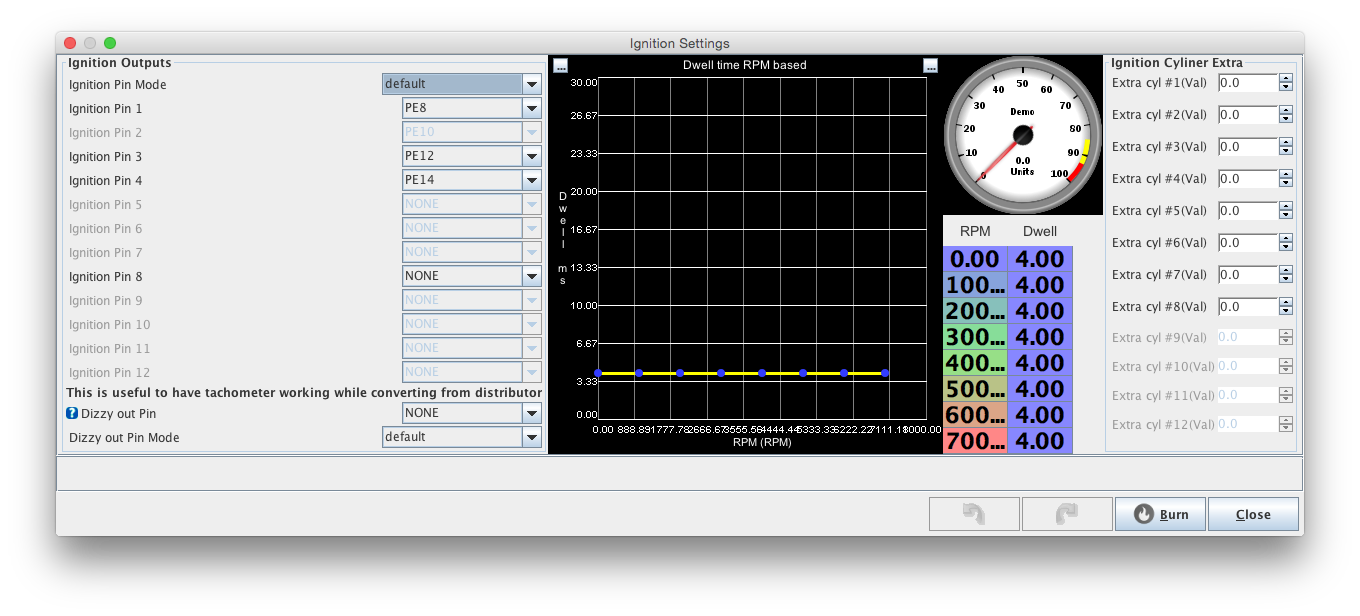 Ignition Settings
Ignition Outputs
Ignition Pin Mode default
Ignition Pin 1 PE8
Ignition Pin 2 PE10
Ignition Pin 3 PE12
Ignition Pin 4 PE14
Ignition Pin 5 NONE
Ignition Pin 6 NONE
Ignition Pin 7 NONE
Ignition Pin 8 NONE
Ignition Pin 9 NONE
Ignition Pin 10 NONE
Ignition Pin 11 NONE
Ignition Pin 12 NONE
This is useful to have tachometer working while converting from distributor
? Dizzy out Pin NONE
Dizzy out Pin Mode default
... Dwell time RPM based ...
30.00
26.67
23.33
20.00
16.67
13.33
10.00
6.67
3.33
0.00
Dwell ms
0.00 888.89 1777.78 2666.67 3555.56 4444.44 5333.33 6222.22 7111.11 8000.00
RPM (RPM)
0 10 20 30 40 50 60 70 80 90 100
Demo
0.0
Units
RPM Dwell
0.00 4.00
100... 4.00
200... 4.00
300... 4.00
400... 4.00
500... 4.00
600... 4.00
700... 4.00
Ignition Cyliner Extra
Extra cyl #1(Val) 0.0
Extra cyl #2(Val) 0.0
Extra cyl #3(Val) 0.0
Extra cyl #4(Val) 0.0
Extra cyl #5(Val) 0.0
Extra cyl #6(Val) 0.0
Extra cyl #7(Val) 0.0
Extra cyl #8(Val) 0.0
Extra cyl #9(Val) 0.0
Extra cyl #10(Val) 0.0
Extra cyl #11(Val) 0.0
Extra cyl #12(Val) 0.0
Burn Close